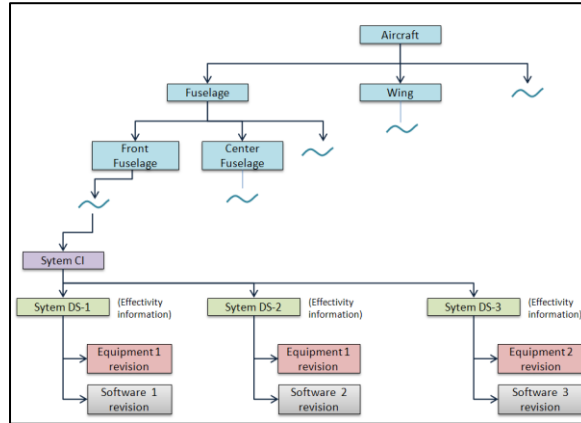 Aircraft
Fuselage
Wing
Front
Fuselage
Center
Fuselage
Sytem CI
Sytem DS-1
(Effectivity
information)
Sytem DS-2
(Effectivity
information)
Sytem DS-3
(Effectivity
information)
Equipment 1
revision
Equipment 1
revision
Equipment 2
revision
Software 1
revision
Software 2
revision
Software 3
revision